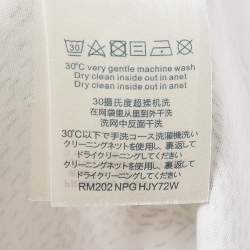 30
30℃ very gentle machine wash
Dry clean inside out in anet
Dry clean inside out in anet
30攝氏度超揉机洗
在网袋里从里到外干洗
洗网中反面干洗
30℃以下で手洗コース洗濯機洗い
クリーニングネットを使用し、裏返して
ドライクリーニングしてください
クリーニングネットを使用し、裏返して
ドライクリーニングしてください
RM202 NPG HJY72W